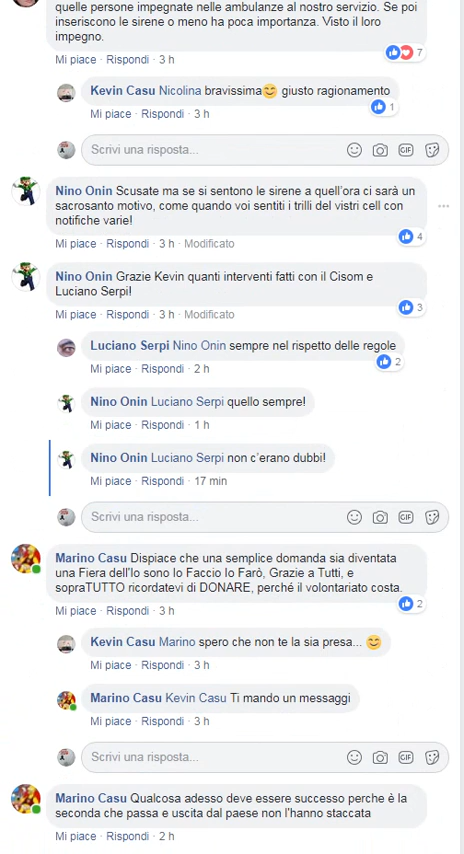 quelle persone impegnate nelle ambulanze al nostro servizio. Se poi
inseriscono le sirene o meno ha poca importanza. Visto il loro
impegno.
7
Mi piace · Rispondi · 3 h
Kevin Casu Nicolina bravissima😊 giusto ragionamento
1
Mi piace · Rispondi · 3 h
Scrivi una risposta...
GIF
Nino Onin Scusate ma se si sentono le sirene a quell'ora ci sarà un
sacrosanto motivo, come quando voi sentiti i trilli del vistri cell con
notifiche varie!
4
Mi piace · Rispondi · 3 h · Modificato
Nino Onin Grazie Kevin quanti interventi fatti con il Cisom e
Luciano Serpi!
3
Mi piace · Rispondi · 3 h · Modificato
Luciano Serpi Nino Onin sempre nel rispetto delle regole
2
Mi piace · Rispondi · 2 h
Nino Onin Luciano Serpi quello sempre!
Mi piace · Rispondi · 1 h
Nino Onin Luciano Serpi non c'erano dubbi!
Mi piace · Rispondi · 17 min
Scrivi una risposta...
GIF
Marino Casu Dispiace che una semplice domanda sia diventata
una Fiera dell'Io sono Io Faccio Io Farò, Grazie a Tutti, e
sopraTUTTO ricordatevi di DONARE, perché il volontariato costa.
2
Mi piace · Rispondi · 3 h
Kevin Casu Marino spero che non te la sia presa... 😊
Mi piace · Rispondi · 3 h
Marino Casu Kevin Casu Ti mando un messaggi
Mi piace · Rispondi · 3 h
Scrivi una risposta...
GIF
Marino Casu Qualcosa adesso deve essere successo perche è la
seconda che passa e uscita dal paese non l'hanno staccata
Mi piace · Rispondi · 2 h